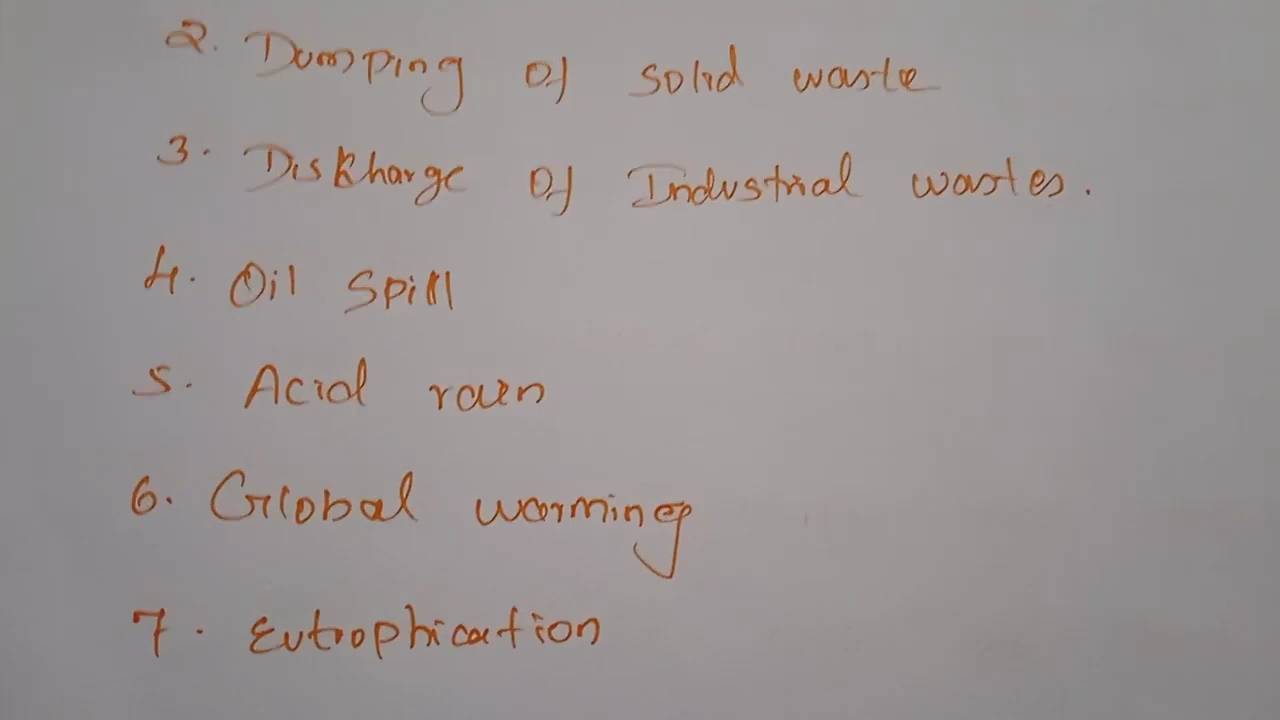 2. Dumping of solid waste
3. Diskharge of Industrial wastes.
4. Oil Spill
5. Acid rain
6. Global warming
7. Eutrophication